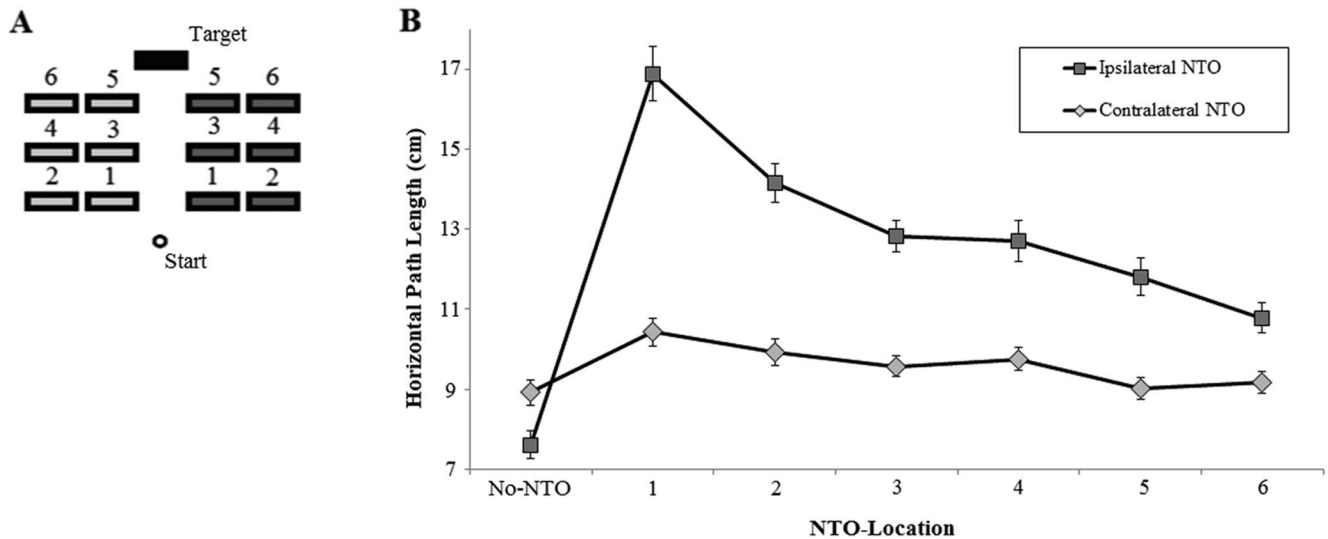 A
Target
6 5 5 6
4 3 3 4
2 1 1 2
Start
B
Horizontal Path Length (cm)
17
15
13
11
9
7
Ipsilateral NTO
Contralateral NTO
No-NTO 1 2 3 4 5 6
NTO-Location